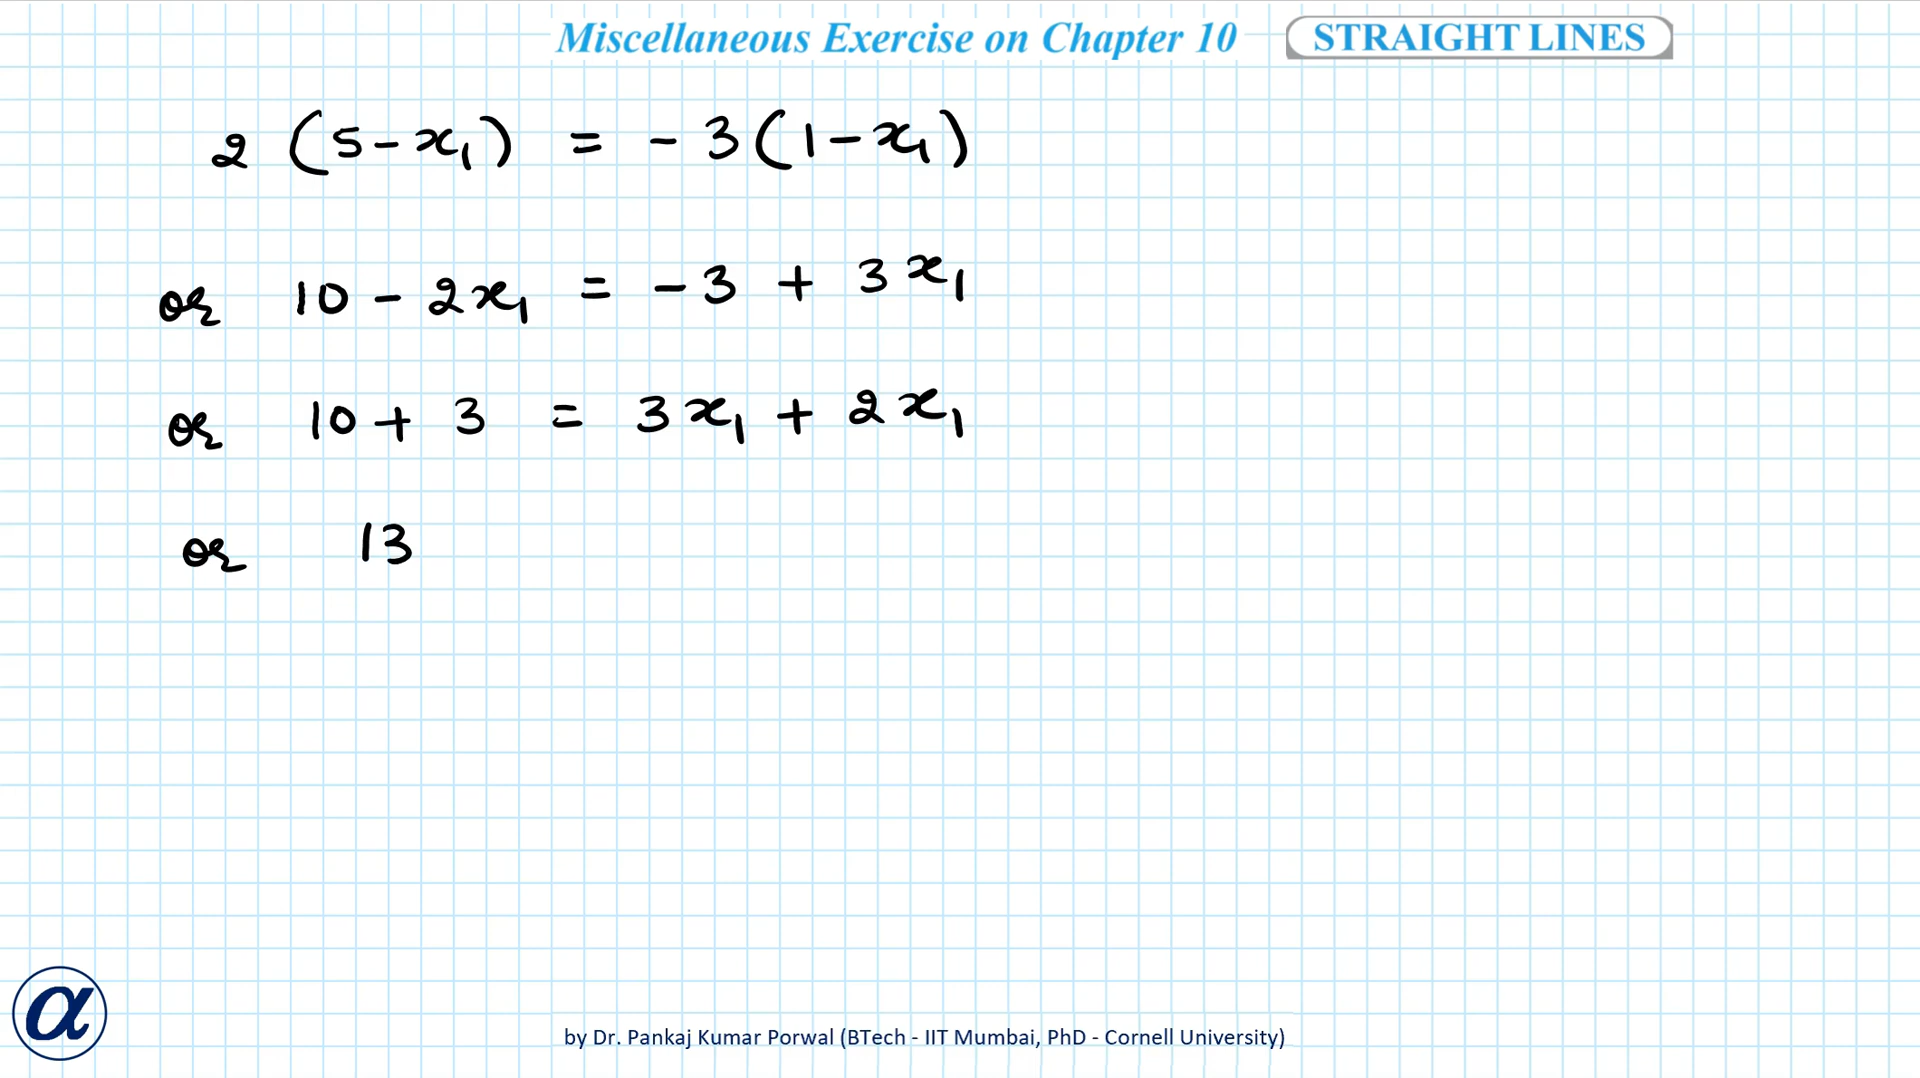 Miscellaneous Exercise on Chapter 10 STRAIGHT LINES
2 (5 - x₁) = - 3 (1 - x₁)
or 10 - 2x₁ = - 3 + 3x₁
or 10 + 3 = 3x₁ + 2x₁
or 13
α
by Dr. Pankaj Kumar Porwal (BTech - IIT Mumbai, PhD - Cornell University)